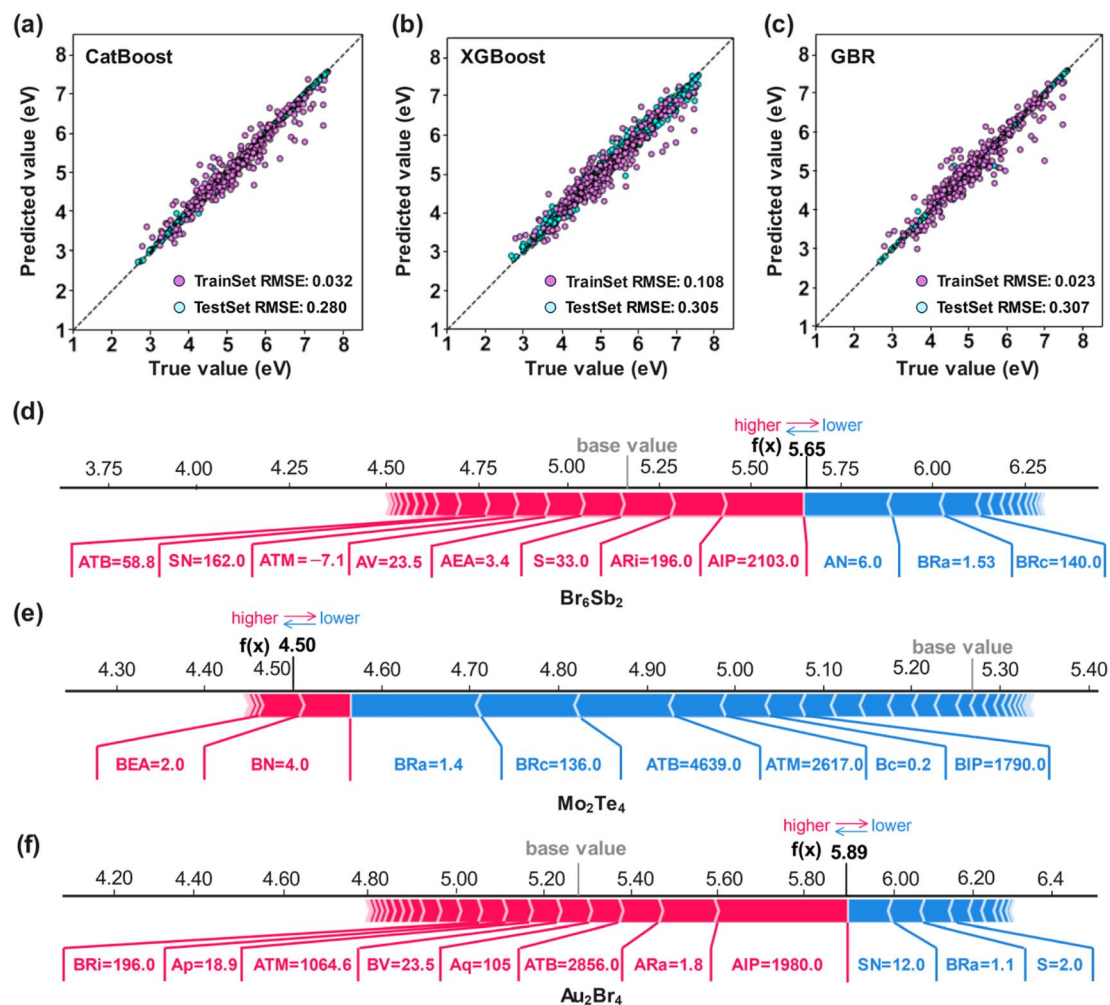 (a) (b) (c)
CatBoost XGBoost GBR
8 8 8
7 7 7
6 6 6
5 5 5
4 4 4
3 3 3
2 2 2
1 1 1
Predicted value (eV) Predicted value (eV) Predicted value (eV)
TrainSet RMSE: 0.032 TrainSet RMSE: 0.108 TrainSet RMSE: 0.023
TestSet RMSE: 0.280 TestSet RMSE: 0.305 TestSet RMSE: 0.307
1 2 3 4 5 6 7 8 1 2 3 4 5 6 7 8 1 2 3 4 5 6 7 8
True value (eV) True value (eV) True value (eV)
(d)
higher lower
base value f(x) 5.65
3.75 4.00 4.25 4.50 4.75 5.00 5.25 5.50 5.75 6.00 6.25
ATB=58.8 SN=162.0 ATM=−7.1 AV=23.5 AEA=3.4 S=33.0 ARi=196.0 AIP=2103.0 AN=6.0 BRa=1.53 BRc=140.0
Br6Sb2
(e)
higher lower
f(x) 4.50 base value
4.30 4.40 4.50 4.60 4.70 4.80 4.90 5.00 5.10 5.20 5.30 5.40
BEA=2.0 BN=4.0 BRa=1.4 BRc=136.0 ATB=4639.0 ATM=2617.0 Bc=0.2 BIP=1790.0
Mo2Te4
(f)
higher lower
base value f(x) 5.89
4.20 4.40 4.60 4.80 5.00 5.20 5.40 5.60 5.80 6.00 6.20 6.4
BRi=196.0 Ap=18.9 ATM=1064.6 BV=23.5 Aq=105 ATB=2856.0 ARa=1.8 AIP=1980.0 SN=12.0 BRa=1.1 S=2.0
Au2Br4